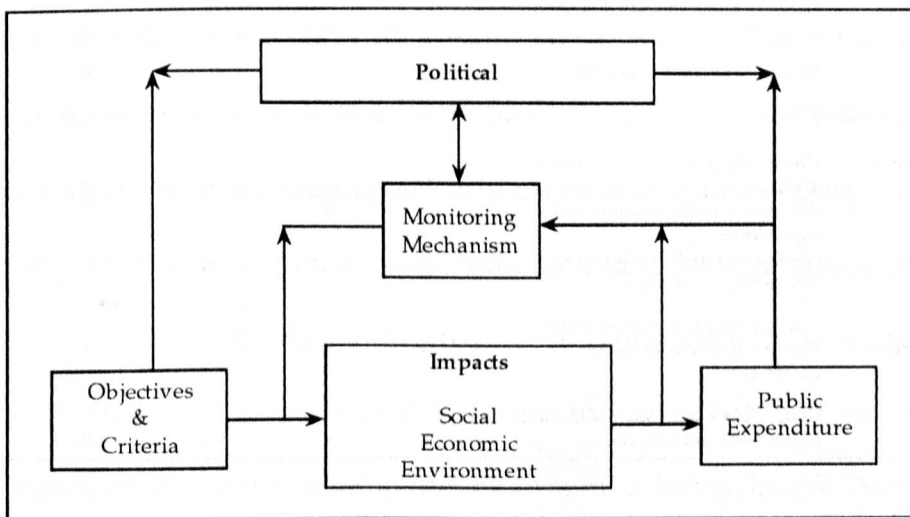 Political
Monitoring
Mechanism
Impacts
Objectives
&
Criteria
Social
Economic
Environment
Public
Expenditure